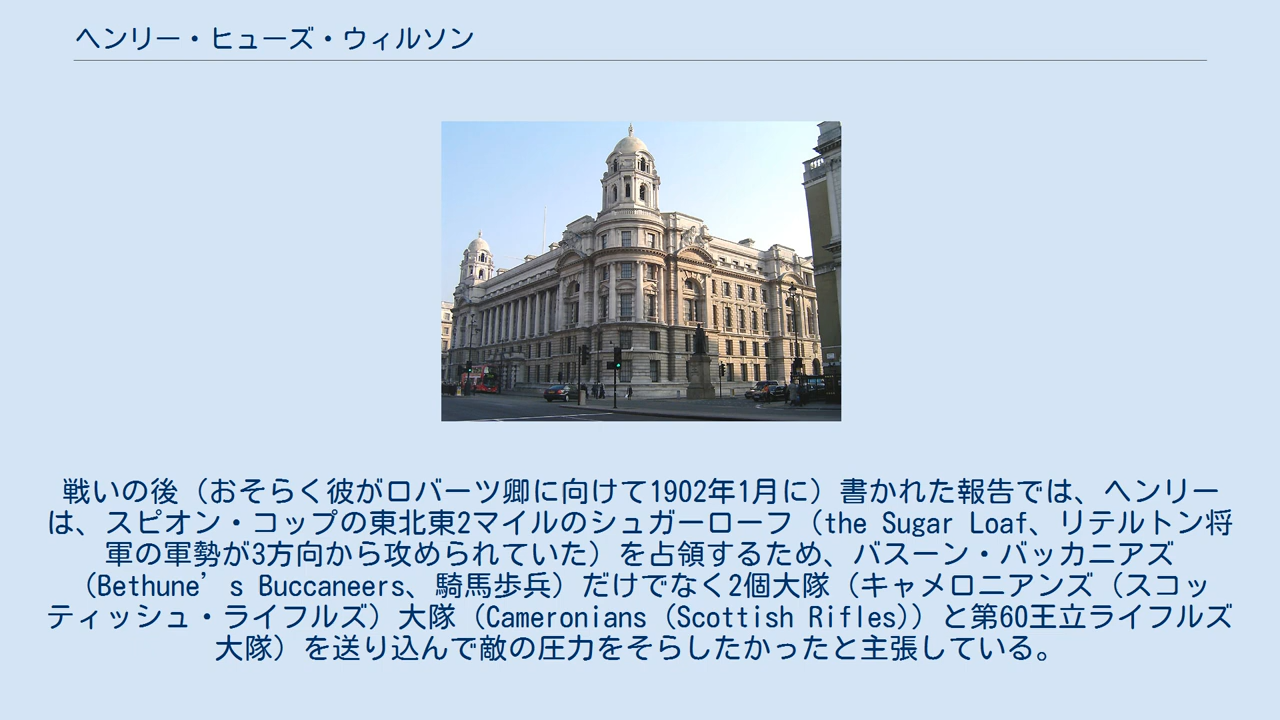 ヘンリー・ヒューズ・ウィルソン
戦いの後（おそらく彼がロバーツ卿に向けて1902年1月に）書かれた報告では、ヘンリー
は、スピオン・コップの東北東2マイルのシュガーローフ（the Sugar Loaf、リテルトン将
軍の軍勢が3方向から攻められていた）を占領するため、バスーン・バッカニアズ
（Bethune’s Buccaneers、騎馬歩兵）だけでなく2個大隊（キャメロニアンズ（スコッ
ティッシュ・ライフルズ）大隊（Cameronians（Scottish Rifles））と第60王立ライフルズ
大隊）を送り込んで敵の圧力をそらしたかったと主張している。